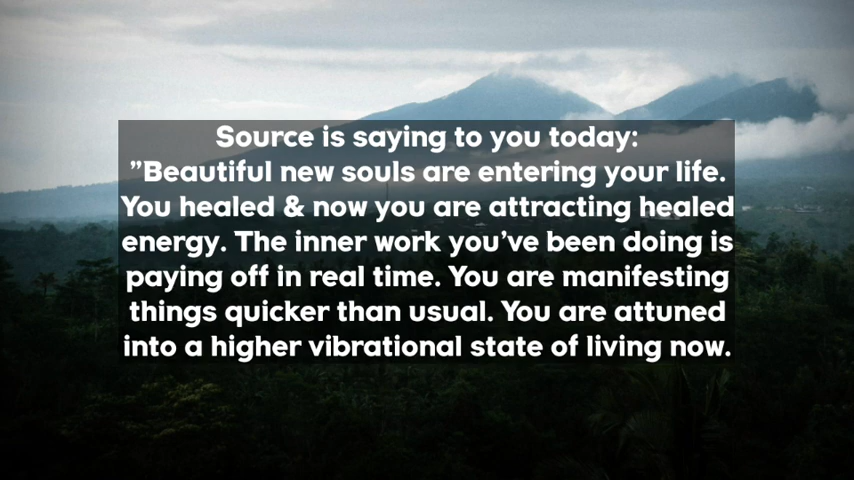 Source is saying to you today:
”Beautiful new souls are entering your life.
You healed & now you are attracting healed
energy. The inner work you’ve been doing is
paying off in real time. You are manifesting
things quicker than usual. You are attuned
into a higher vibrational state of living now.